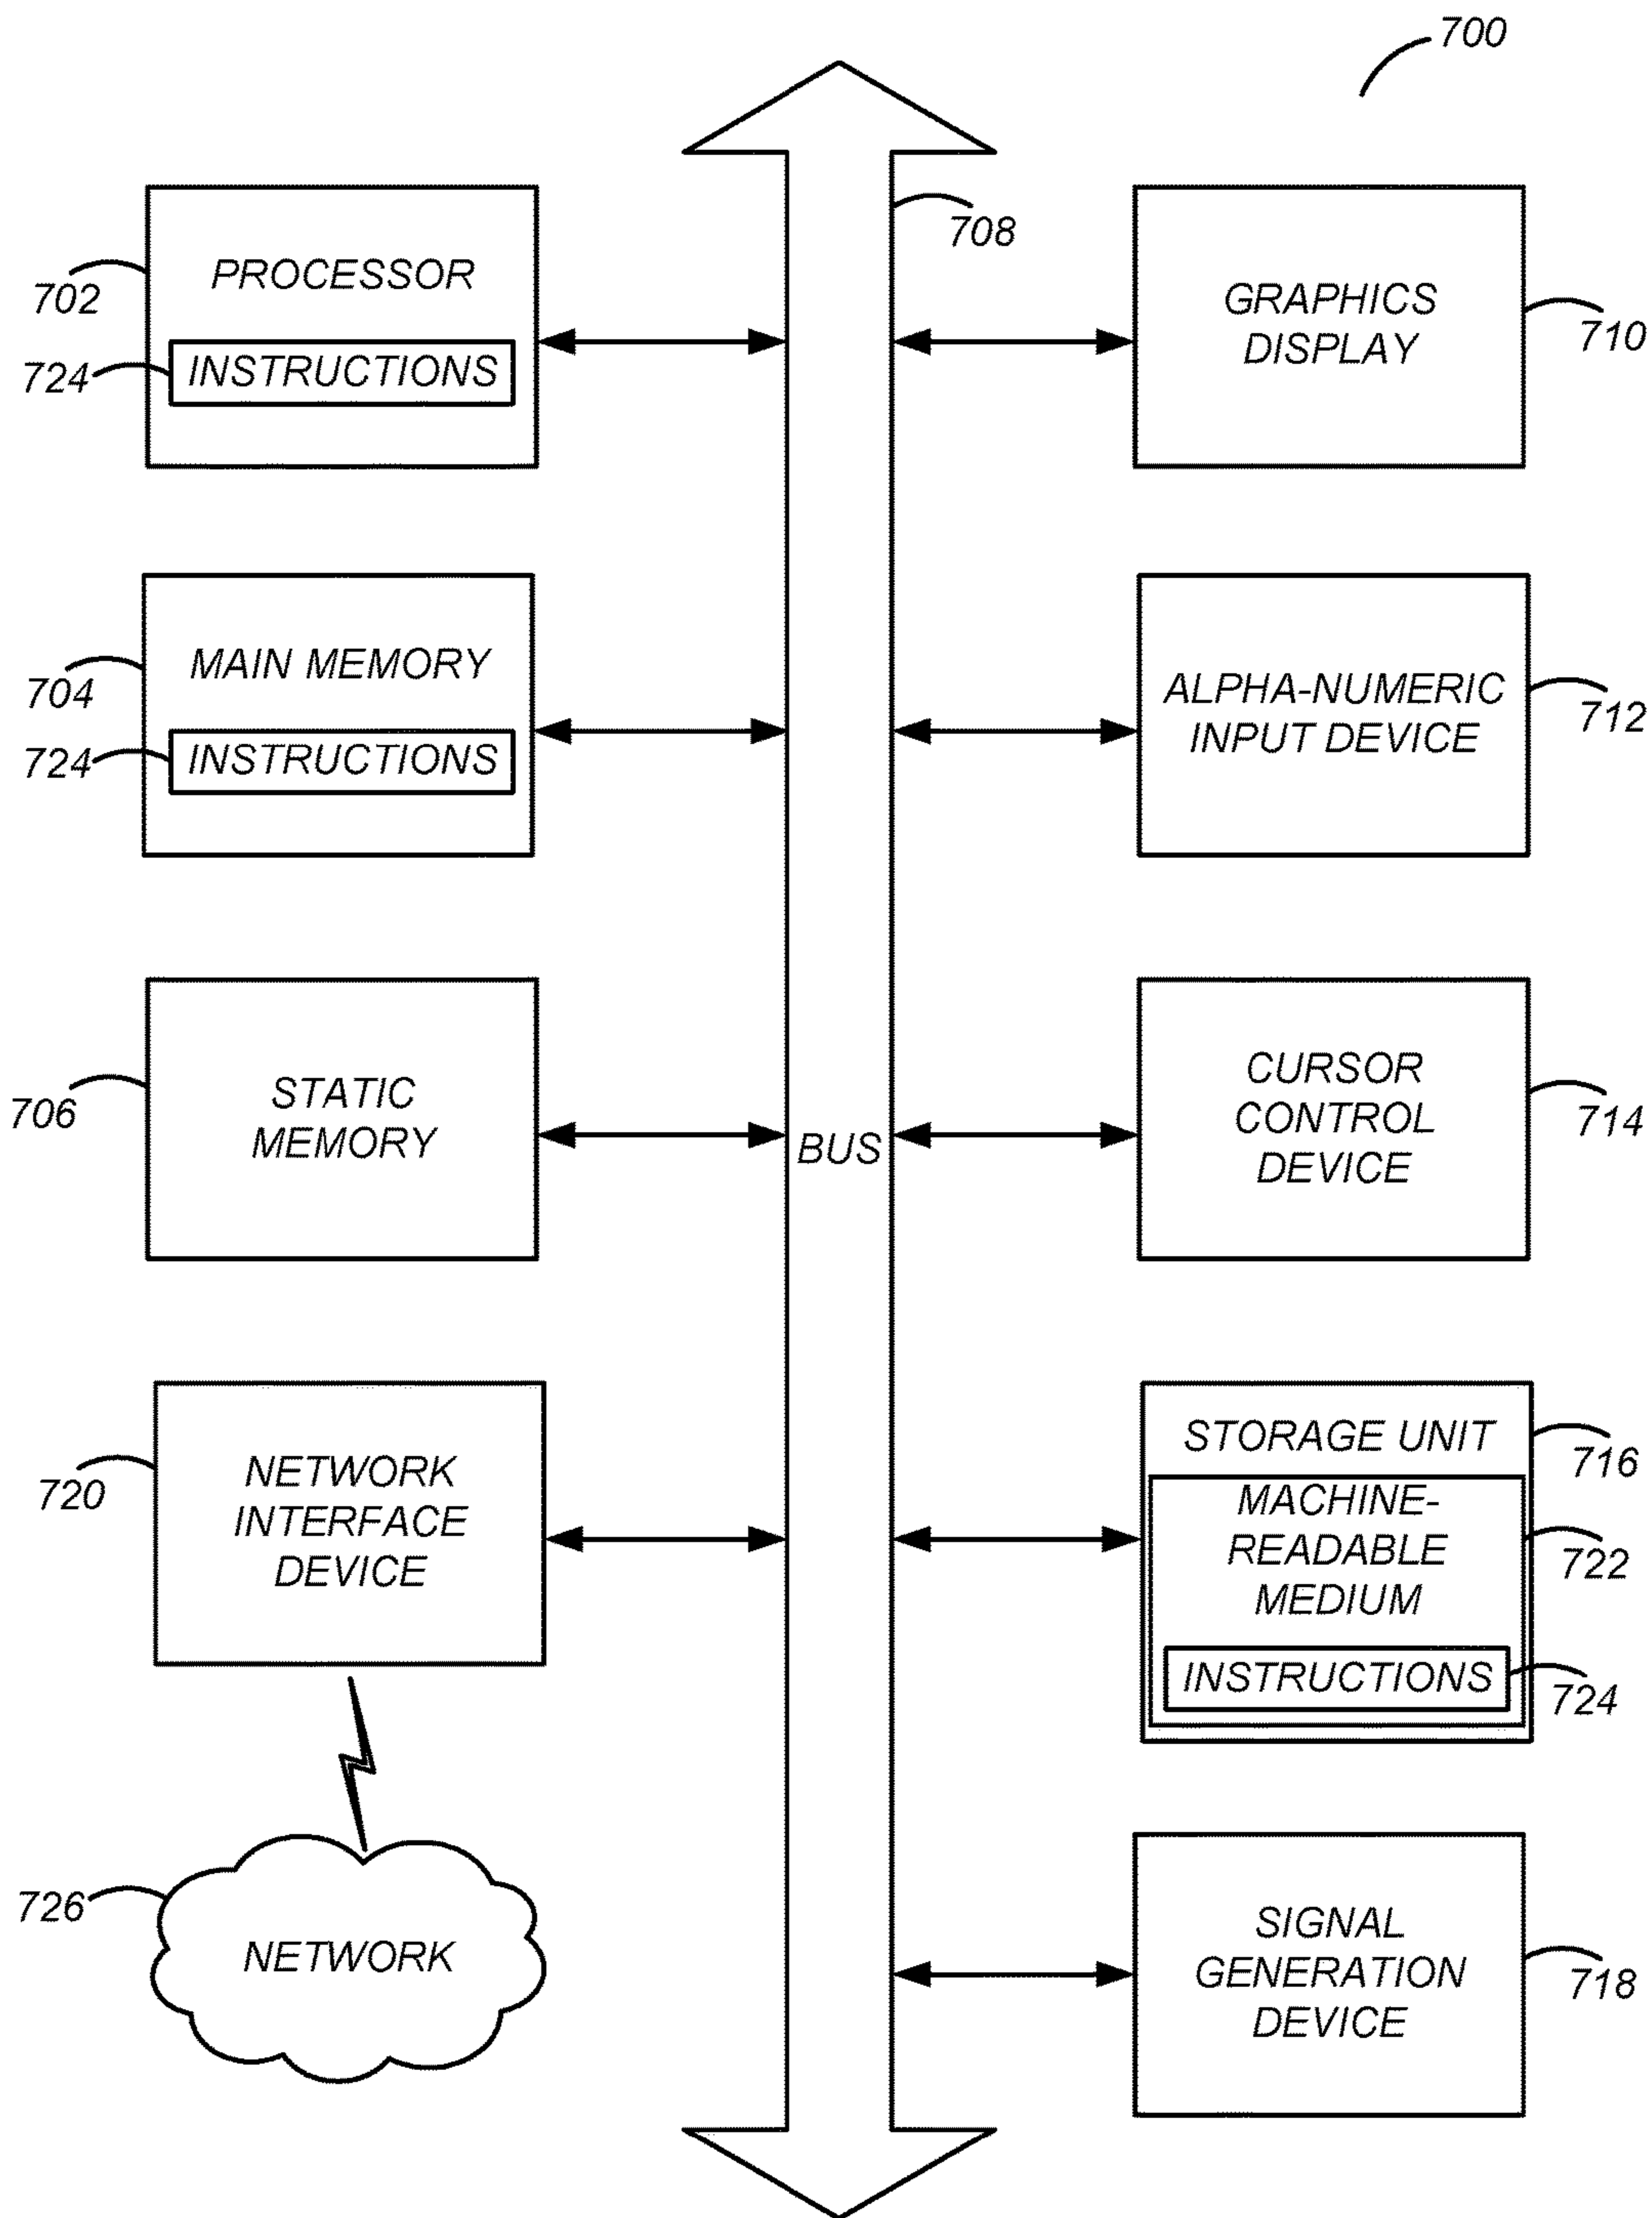 700
708
PROCESSOR
702
724
INSTRUCTIONS
GRAPHICS
DISPLAY
710
MAIN MEMORY
704
724
INSTRUCTIONS
ALPHA-NUMERIC
INPUT DEVICE
712
STATIC
MEMORY
706
BUS
CURSOR
CONTROL
DEVICE
714
NETWORK
INTERFACE
DEVICE
720
STORAGE UNIT
716
MACHINE-
READABLE
MEDIUM
722
INSTRUCTIONS
724
726
NETWORK
SIGNAL
GENERATION
DEVICE
718